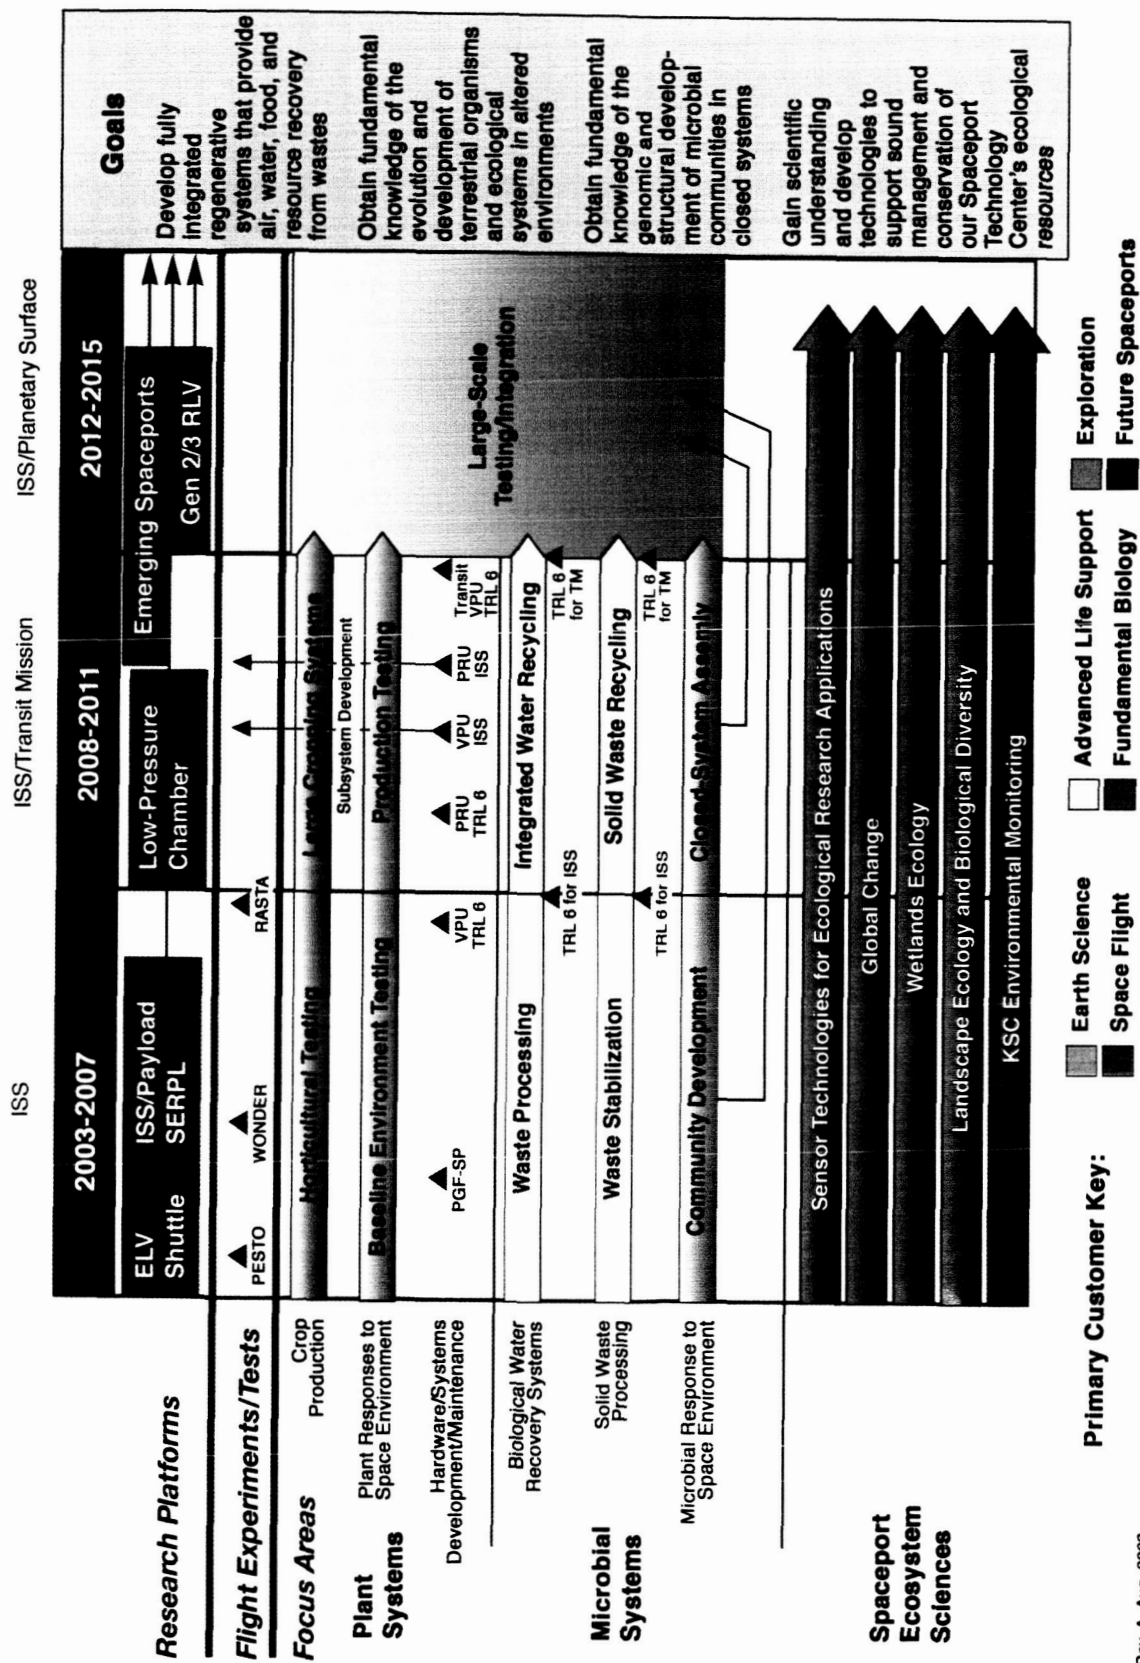 ISS
ISS/Transit Mission
ISS/Planetary Surface
2003-2007
2008-2011
2012-2015
Goals
Research Platforms
ELV
Shuttle
ISS/Payload
SERPL
Low-Pressure
Chamber
Emerging Spaceports
Gen 2/3 RLV
Develop fully
integrated
regenerative
systems that provide
air, water, food, and
resource recovery
from wastes
Flight Experiments/Tests
PESTO
WONDER
RASTA
Focus Areas
Plant
Systems
Crop
Production
Horticultural Testing
Large Cropping Systems
Subsystem Development
Plant Responses to
Space Environment
Baseline Environment Testing
Production Testing
Hardware/Systems
Development/Maintenance
PGF-SP
VPU
TRL 6
PRU
TRL 6
VPU
ISS
PRU
ISS
Transit
VPU
TRL 6
Large-Scale
Testing/Integration
Obtain fundamental
knowledge of the
evolution and
development of
terrestrial organisms
and ecological
systems in altered
environments
Microbial
Systems
Biological Water
Recovery Systems
Waste Processing
Integrated Water Recycling
TRL 6 for ISS
TRL 6
for TM
Solid Waste
Processing
Waste Stabilization
Solid Waste Recycling
TRL 6 for ISS
TRL 6
for TM
Microbial Response to
Space Environment
Community Development
Closed-System Assemly
Obtain fundamental
knowledge of the
genomic and
structural develop-
ment of microbial
communities in
closed systems
Spaceport
Ecosystem
Sciences
Sensor Technologies for Ecological Research Applications
Global Change
Wetlands Ecology
Landscape Ecology and Biological Diversity
KSC Environmental Monitoring
Gain scientific
understanding
and develop
technologies to
support sound
management and
conservation of
our Spaceport
Technology
Center's ecological
resources
Primary Customer Key:
Earth Science
Advanced Life Support
Exploration
Space Flight
Fundamental Biology
Future Spaceports